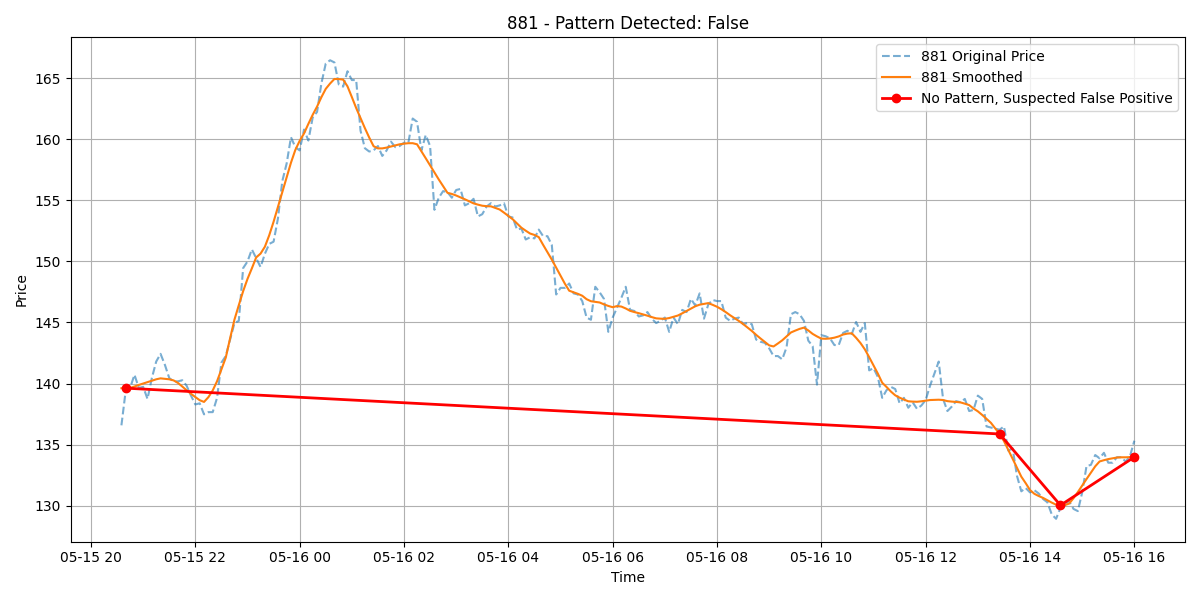 881 - Pattern Detected: False
881 Original Price
881 Smoothed
No Pattern, Suspected False Positive
Price
165
160
155
150
145
140
135
130
05-15 20 05-15 22 05-16 00 05-16 02 05-16 04 05-16 06 05-16 08 05-16 10 05-16 12 05-16 14 05-16 16
Time